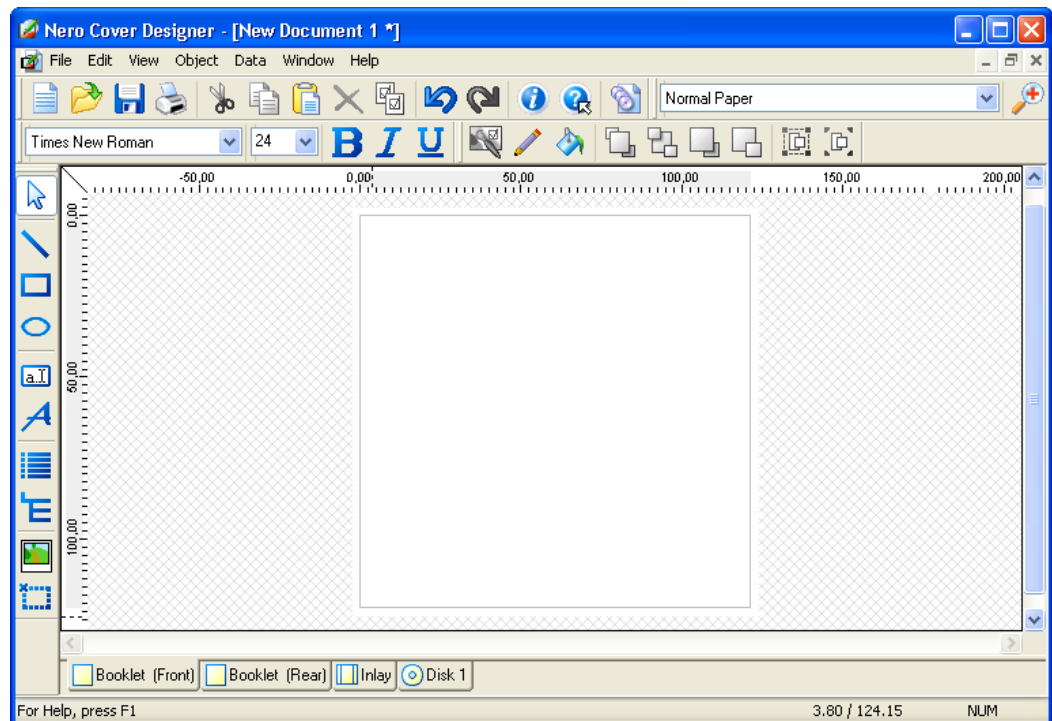 Nero Cover Designer - [New Document 1 *]
File Edit View Object Data Window Help
Normal Paper
Times New Roman 24 B I U
-50,00 0,00 50,00 100,00 150,00 200,00
0,00
50,00
a.I
A
E
100,00
Booklet (Front) Booklet (Rear) Inlay Disk 1
For Help, press F1 3.80 / 124.15 NUM